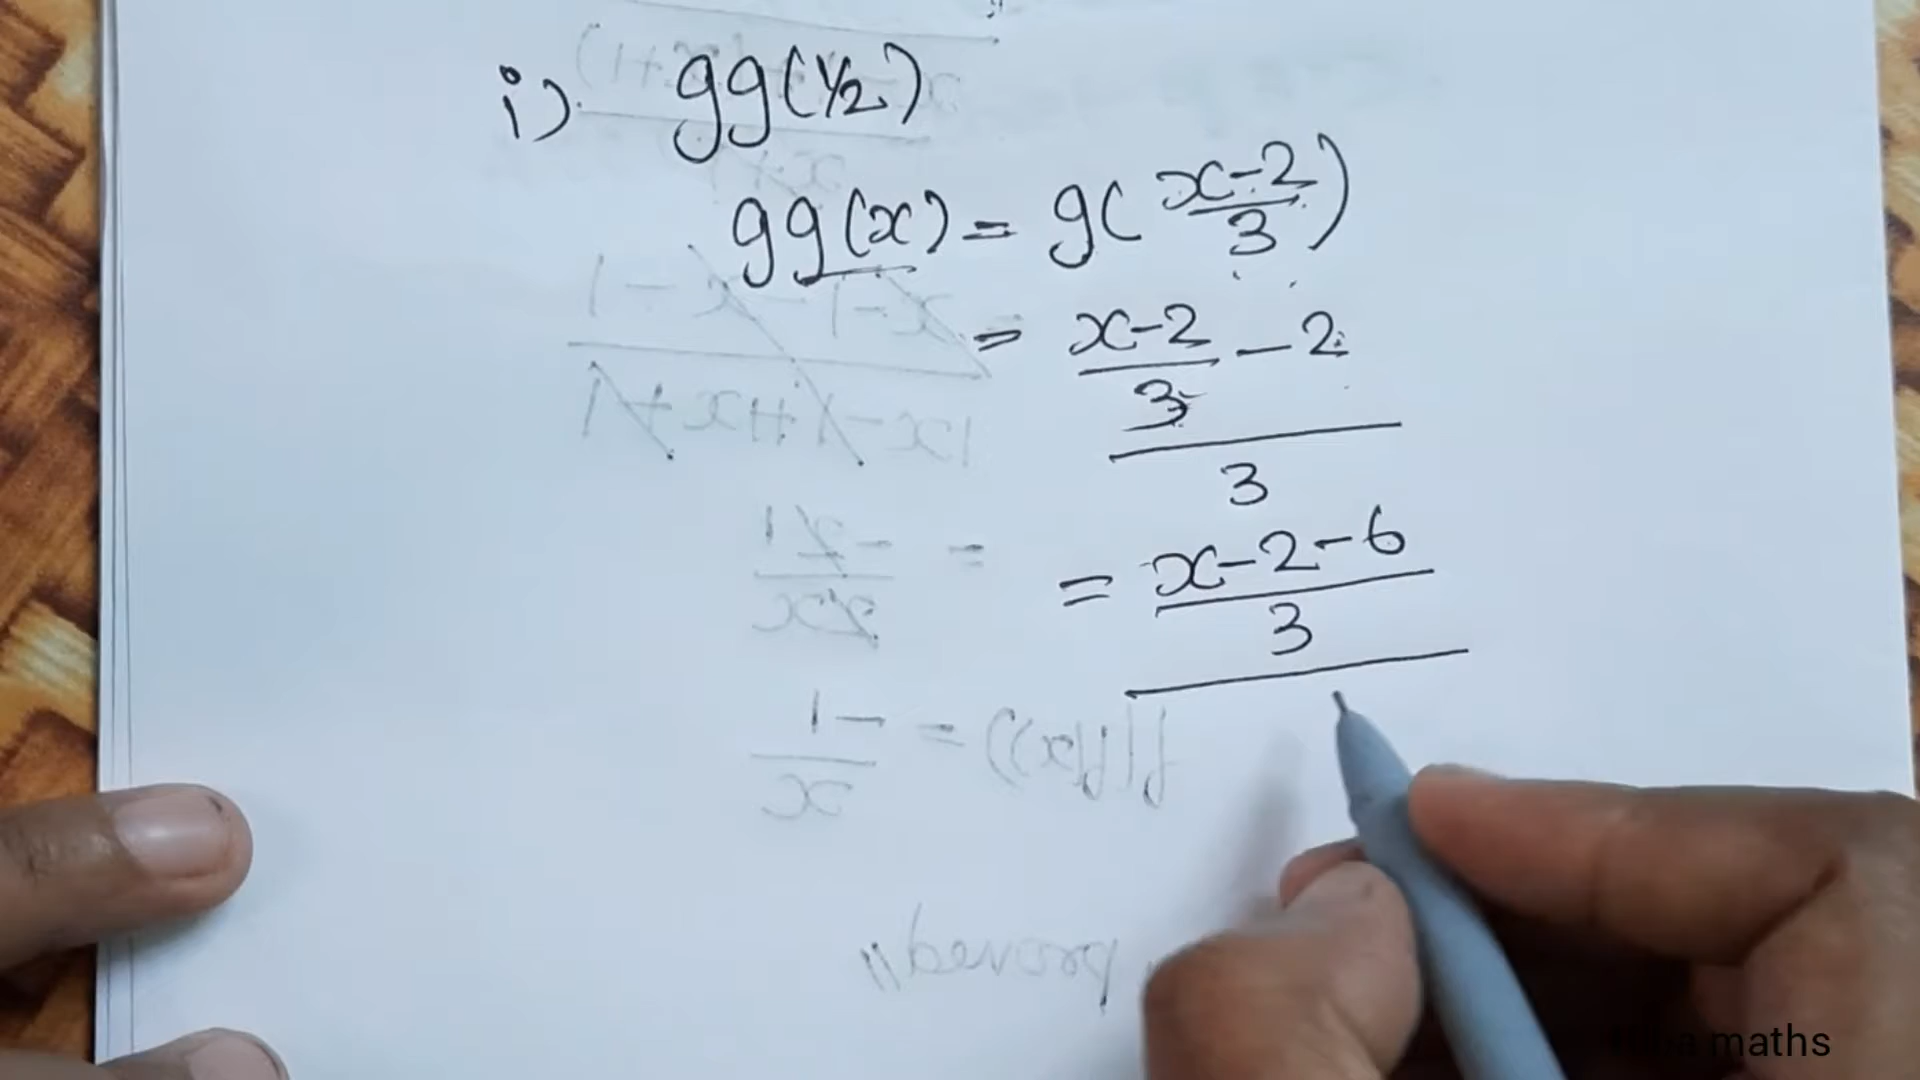 i) gg(1/2)
gg(x) = g(x-2/3)
= x-2/3 - 2
3
= x-2-6
3
maths